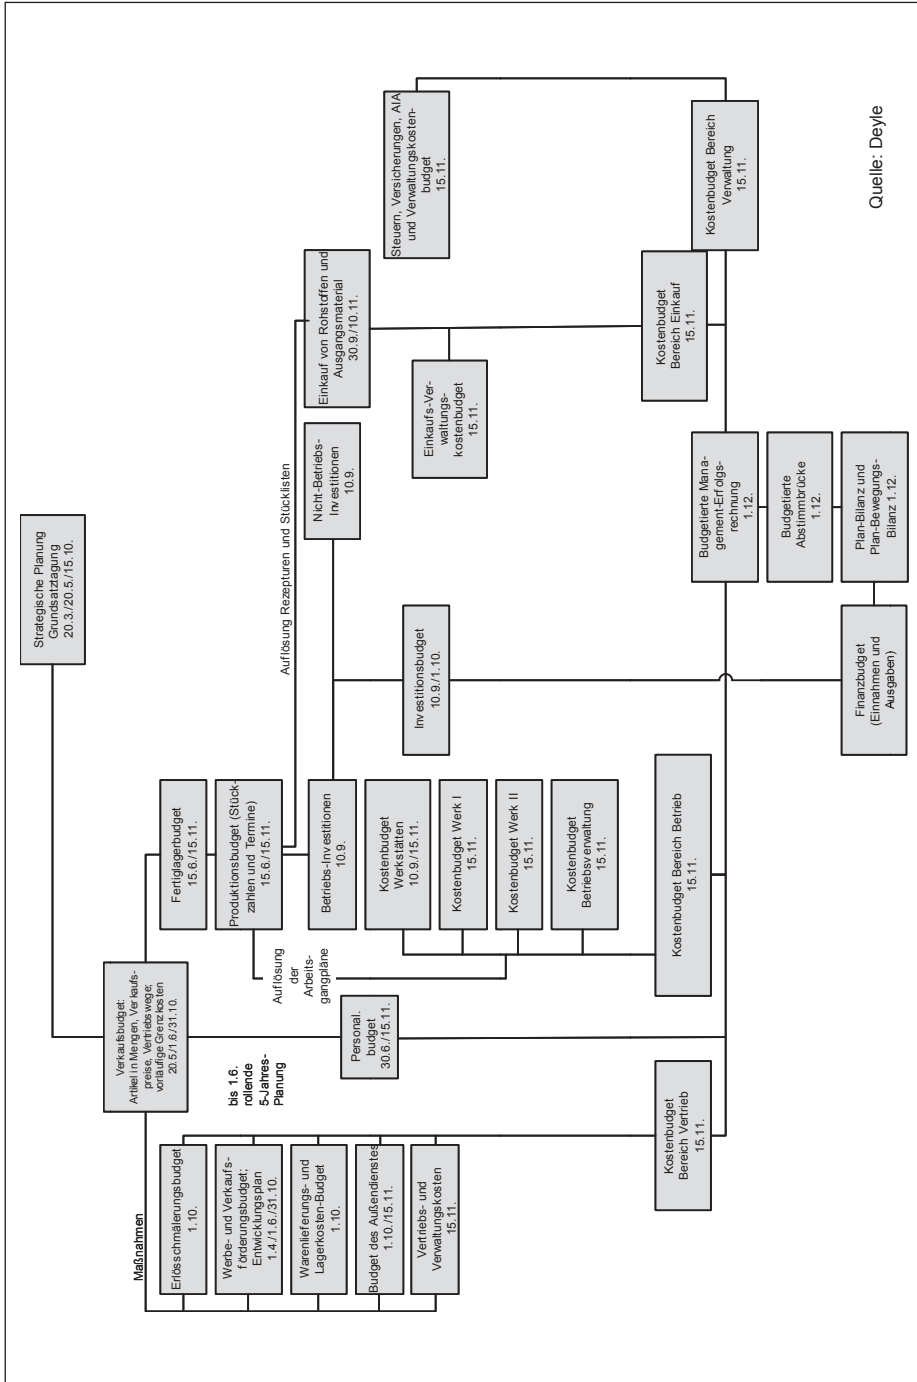 Strategische Planung
Grundsatztagung
20.3./20.5./15.10.
Verkaufsbudget:
Artikel in Mengen, Verkaufs-
preise, Vertriebswege;
vorläufige Grenzkosten
20.5/1.6/31.10.
Maßnahmen
Erlösschmälerungsbudget
1.10.
Werbe- und Verkaufs-
förderungsbudget;
Entwicklungsplan
1.4./1.6./31.10.
Warenlieferungs- und
Lagerkosten-Budget
1.10.
Budget des Außendienstes
1.10./15.11.
Vertriebs- und
Verwaltungskosten
15.11.
bis 1.6.
rollende
5-Jahres-
Planung
Personal.
budget
30.6./15.11.
Fertiglagerbudget
15.6./15.11.
Produktionsbudget (Stück-
zahlen und Termine)
15.6./15.11.
Auflösung
der
Arbeits-
gangpläne
Betriebs-Investitionen
10.9.
Kostenbudget
Werkstätten
10.9./15.11.
Kostenbudget Werk I
15.11.
Kostenbudget Werk II
15.11.
Kostenbudget
Betriebsverwaltung
15.11.
Auflösung Rezepturen und Stücklisten
Nicht-Betriebs-
Investitionen
10.9.
Investitionsbudget
10.9./1.10.
Einkauf von Rohstoffen und
Ausgangsmaterial
30.9./10.11.
Einkaufs-Ver-
waltungs-
kostenbudget
15.11.
Steuern, Versicherungen, AIA
und Verwaltungskosten-
budget
15.11.
Kostenbudget
Bereich Vertrieb
15.11.
Kostenbudget Bereich Betrieb
15.11.
Kostenbudget
Bereich Einkauf
15.11.
Kostenbudget Bereich
Verwaltung
15.11.
Budgetierte Mana-
gement-Erfolgs-
rechnung
1.12.
Budgetierte
Abstimmbrücke
1.12.
Finanzbudget
(Einnahmen und
Ausgaben)
Plan-Bilanz und
Plan-Bewegungs-
Bilanz 1.12.
Quelle: Deyle